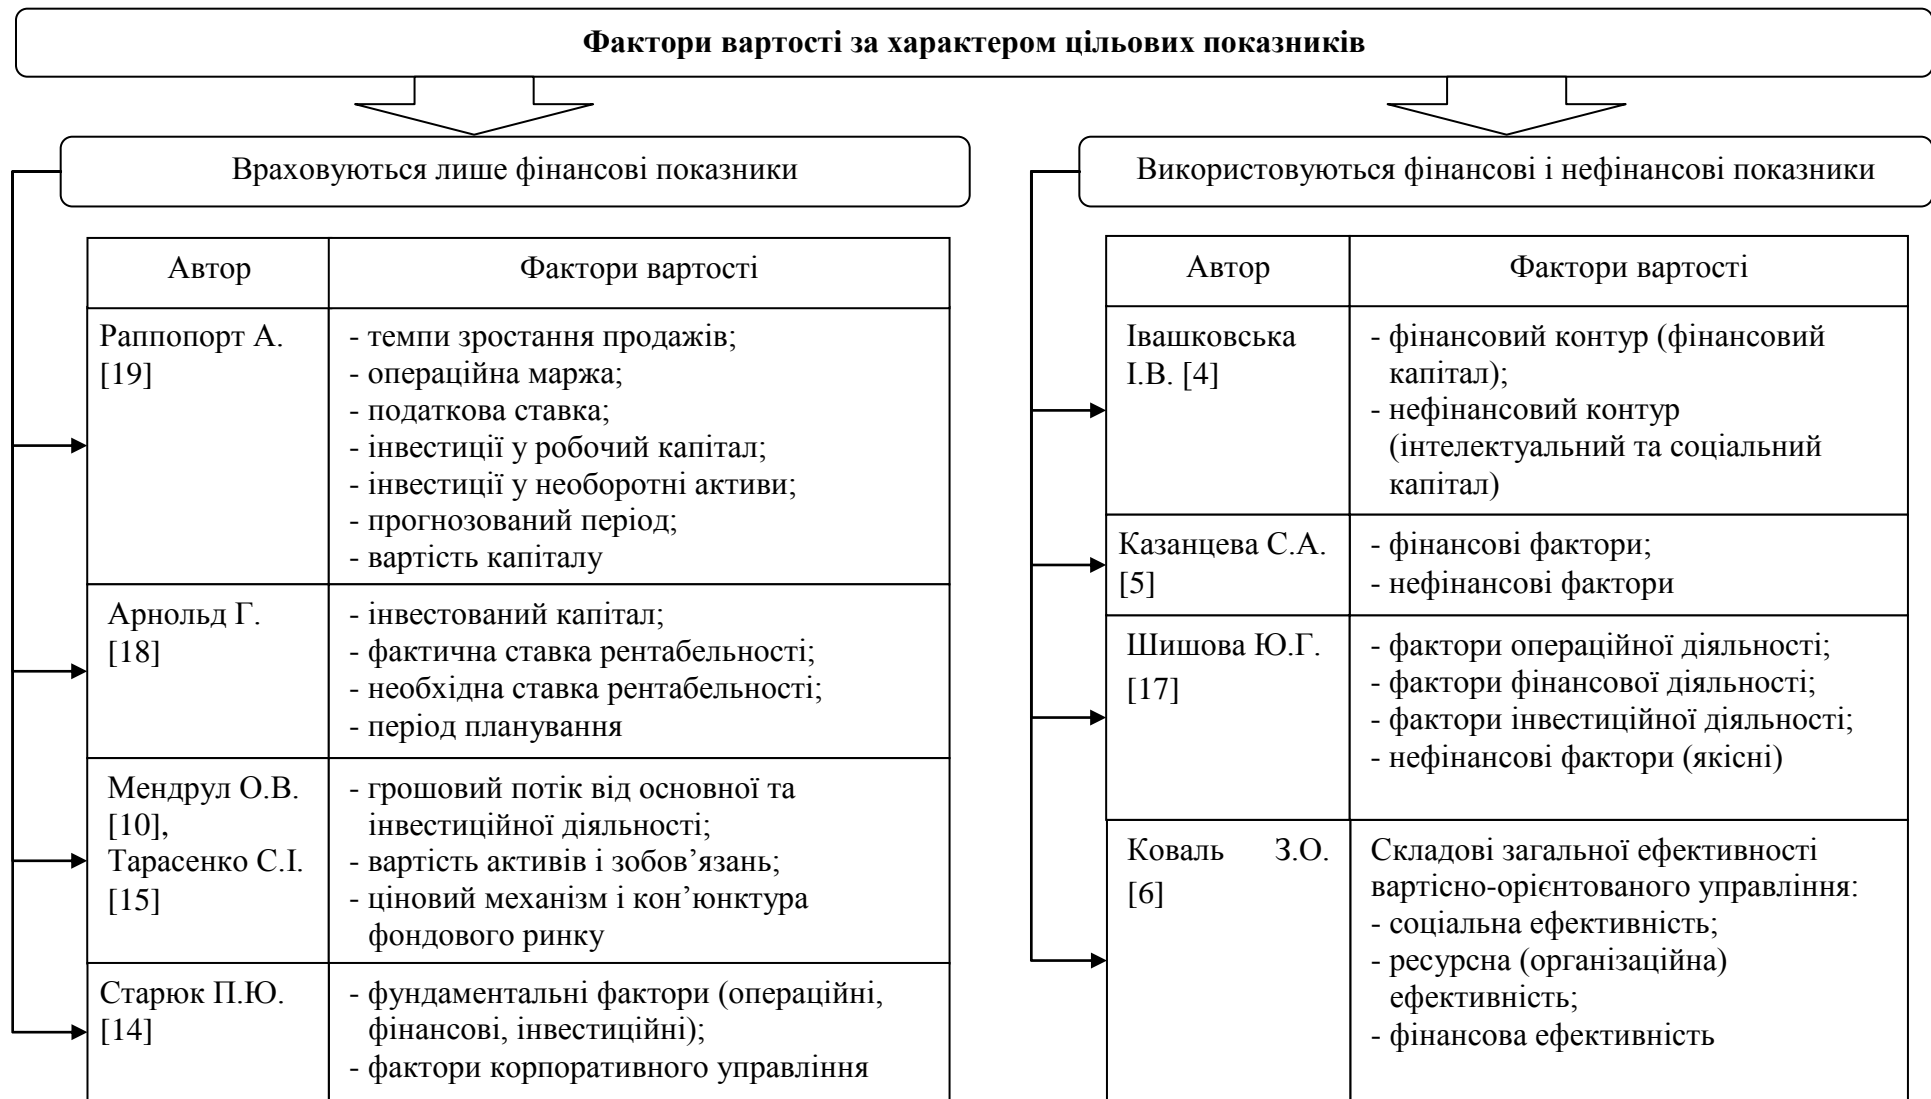 Фактори вартості за характером цільових показників
Враховуються лише фінансові показники
Автор
Фактори вартості
Раппопорт А.
[19]
- темпи зростання продажів;
- операційна маржа;
- податкова ставка;
- інвестиції у робочий капітал;
- інвестиції у необоротні активи;
- прогнозований період;
- вартість капіталу
Арнольд Г.
[18]
- інвестований капітал;
- фактична ставка рентабельності;
- необхідна ставка рентабельності;
- період планування
Мендрул О.В.
[10],
Тарасенко С.І.
[15]
- грошовий потік від основної та
інвестиційної діяльності;
- вартість активів і зобов’язань;
- ціновий механізм і кон’юнктура
фондового ринку
Старюк П.Ю.
[14]
- фундаментальні фактори (операційні,
фінансові, інвестиційні);
- фактори корпоративного управління
Використовуються фінансові і нефінансові показники
Автор
Фактори вартості
Івашковська
І.В. [4]
- фінансовий контур (фінансовий
капітал);
- нефінансовий контур
(інтелектуальний та соціальний
капітал)
Казанцева С.А.
[5]
- фінансові фактори;
- нефінансові фактори
Шишова Ю.Г.
[17]
- фактори операційної діяльності;
- фактори фінансової діяльності;
- фактори інвестиційної діяльності;
- нефінансові фактори (якісні)
Коваль З.О.
[6]
Складові загальної ефективності
вартісно-орієнтованого управління:
- соціальна ефективність;
- ресурсна (організаційна)
ефективність;
- фінансова ефективність